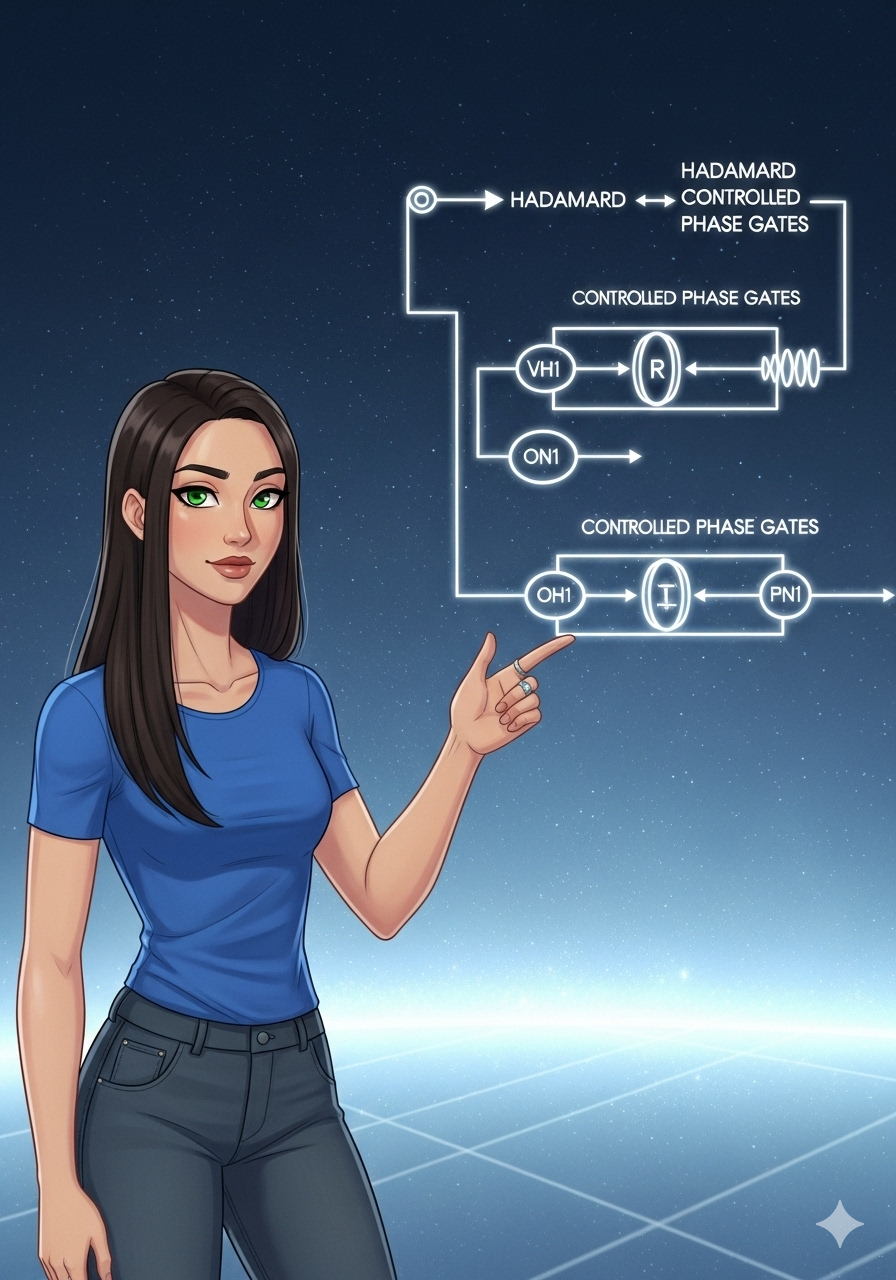 HADAMARD
HADAMARD
CONTROLLED
PHASE GATES
CONTROLLED PHASE GATES
VH1
R
ON1
CONTROLLED PHASE GATES
OH1
I
PN1